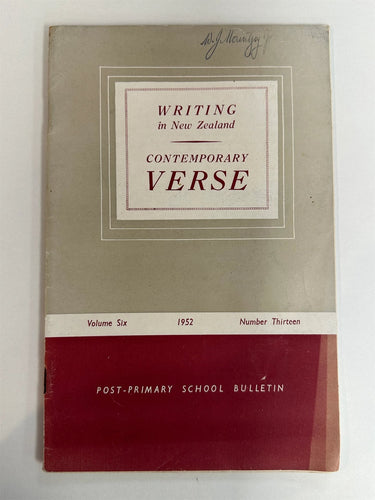 W. J.
WRITING
in New Zealand
CONTEMPORARY
VERSE
Volume Six 1952 Number Thirteen
POST-PRIMARY SCHOOL BULLETIN